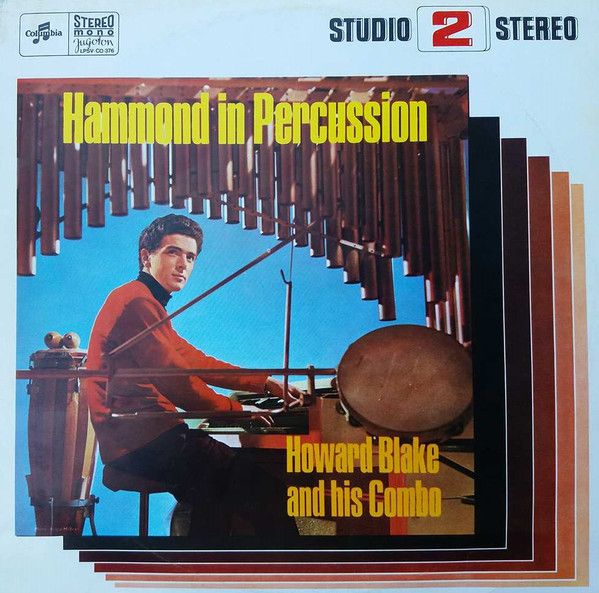 Columbia
STEREO
mono
Jugoton
LPSV-CO-376
STUDIO 2 STEREO
Hammond in Percussion
Howard Blake
and his Combo